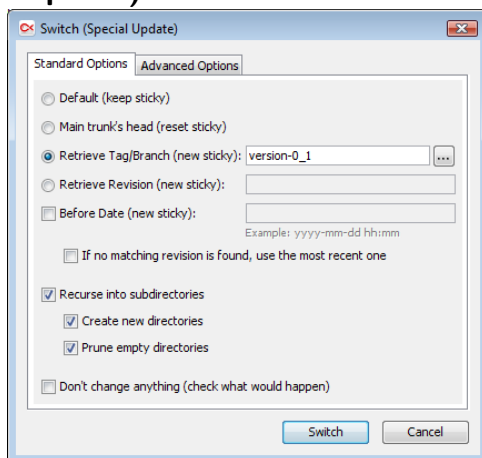 Switch (Special Update)
Standard Options Advanced Options
Default (keep sticky)
Main trunk's head (reset sticky)
Retrieve Tag/Branch (new sticky): version-0_1 ...
Retrieve Revision (new sticky):
Before Date (new sticky):
Example: yyyy-mm-dd hh:mm
If no matching revision is found, use the most recent one
Recurse into subdirectories
Create new directories
Prune empty directories
Don't change anything (check what would happen)
Switch Cancel